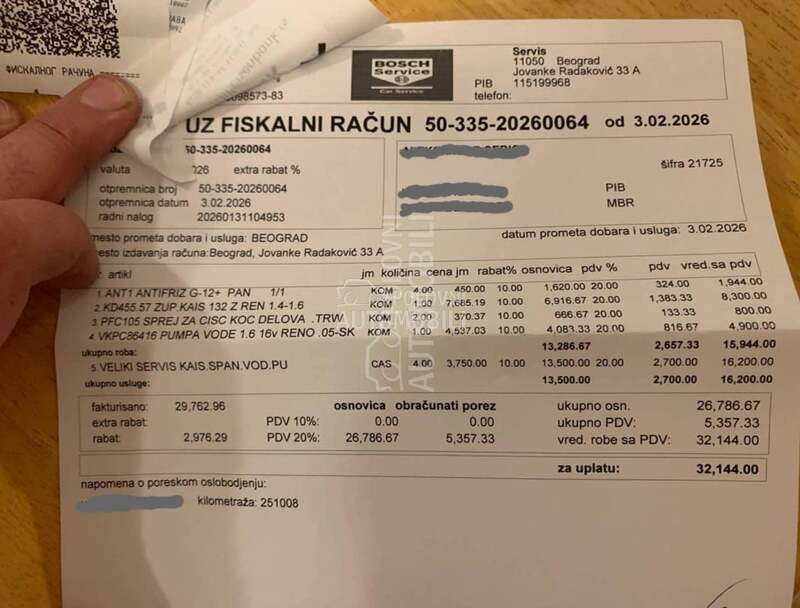 ФИСКАЛНОГ РАЧУНА
BOSCH
Service
Car Service
Servis
11050 Beograd
Jovanke Radaković 33 A
PIB 115199968
telefon:
098573-83
UZ FISKALNI RAČUN 50-335-20260064 od 3.02.2026
50-335-20260064
valuta 026 extra rabat %
otpremnica broj 50-335-20260064
otpremnica datum 3.02.2026
radni nalog 20260131104953
šifra 21725
PIB
MBR
mesto prometa dobara i usluga: BEOGRAD
datum prometa dobara i usluga: 3.02.2026
esto izdavanja računa:Beograd, Jovanke Radaković 33 A
artikl jm količina cena jm rabat% osnovica pdv % pdv vred.sa pdv
1. ANT1 ANTIFRIZ G-12+ PAN 1/1 KOM 4.00 450.00 10.00 1,620.00 20.00 324.00 1,944.00
2. KD455.57 ZUP.KAIS 132 Z REN 1.4-1.6 KOM 1.00 7,685.19 10.00 6,916.67 20.00 1,383.33 8,300.00
3. PFC105 SPREJ ZA CISC KOC DELOVA .TRW KOM 2.00 370.37 10.00 666.67 20.00 133.33 800.00
4. VKPC86416 PUMPA VODE 1.6 16v RENO .05-SK KOM 1.00 4,537.03 10.00 4,083.33 20.00 816.67 4,900.00
ukupno roba: 13,286.67 2,657.33 15,944.00
5. VELIKI SERVIS KAIS.SPAN.VOD.PU CAS 4.00 3,750.00 10.00 13,500.00 20.00 2,700.00 16,200.00
ukupno usluge: 13,500.00 2,700.00 16,200.00
fakturisano: 29,762.96 osnovica obračunati porez ukupno osn. 26,786.67
extra rabat: PDV 10%: 0.00 0.00 ukupno PDV: 5,357.33
rabat: 2,976.29 PDV 20%: 26,786.67 5,357.33 vred. robe sa PDV: 32,144.00
za uplatu: 32,144.00
napomena o poreskom oslobodjenju:
kilometraža: 251008
POLOVNI
AUTOMOBILI